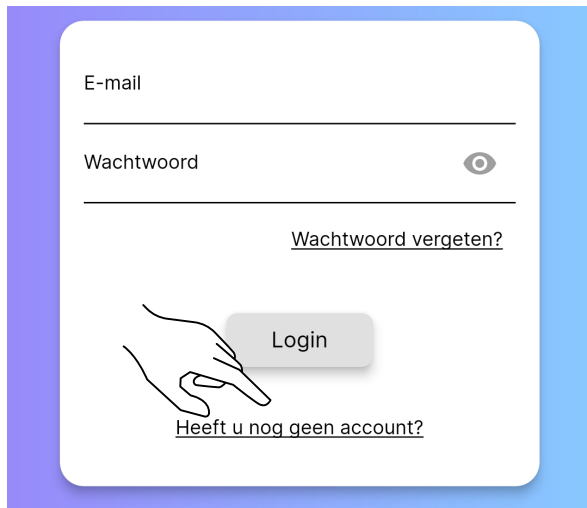 E-mail
Wachtwoord
Wachtwoord vergeten?
Login
Heeft u nog geen account?